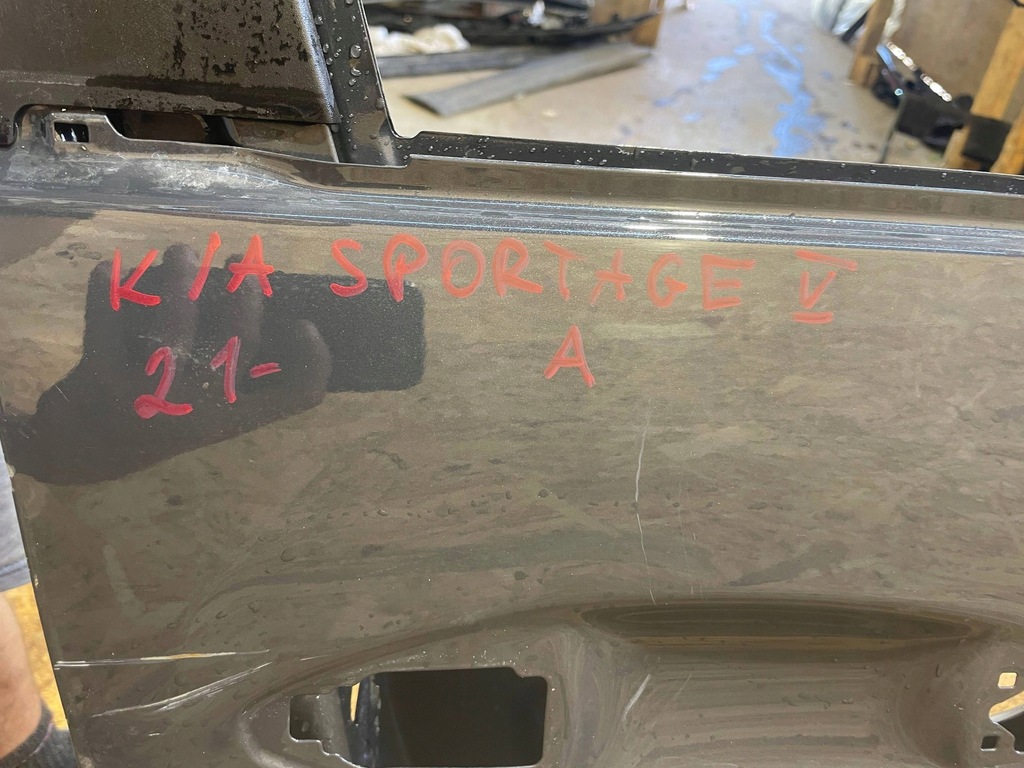 KIA SPORTAGE V
21- A